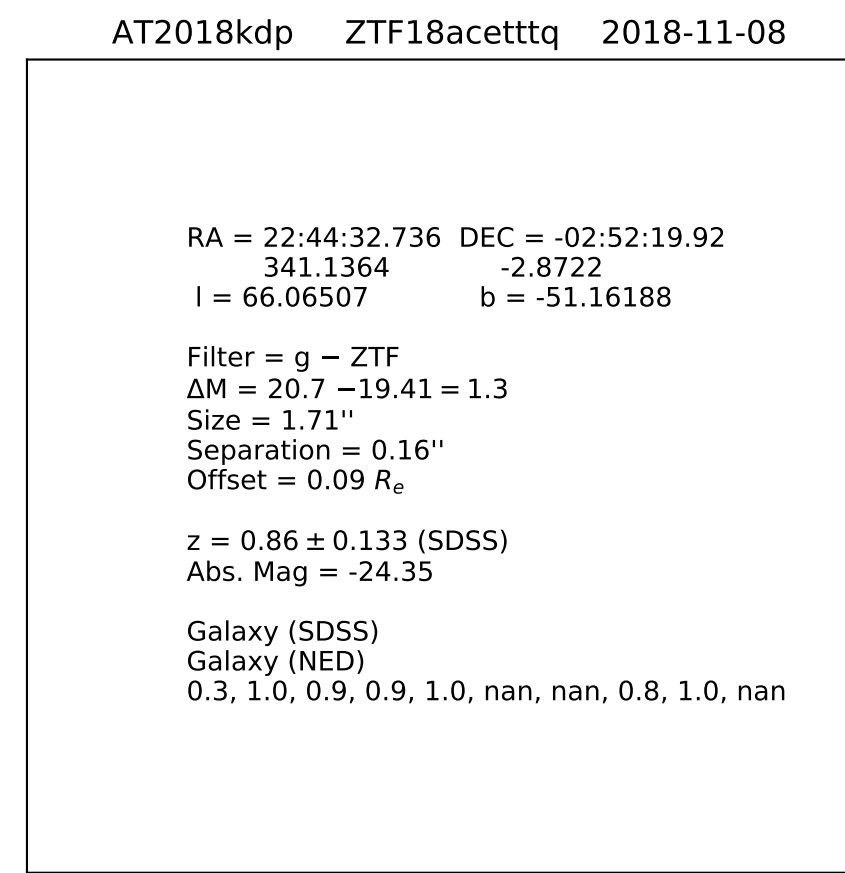 AT2018kdp ZTF18acetttq 2018-11-08
RA = 22:44:32.736 DEC = -02:52:19.92
341.1364 -2.8722
l = 66.06507 b = -51.16188
Filter = g − ZTF
ΔM = 20.7 −19.41 = 1.3
Size = 1.71''
Separation = 0.16''
Offset = 0.09 Re
z = 0.86 ± 0.133 (SDSS)
Abs. Mag = -24.35
Galaxy (SDSS)
Galaxy (NED)
0.3, 1.0, 0.9, 0.9, 1.0, nan, nan, 0.8, 1.0, nan